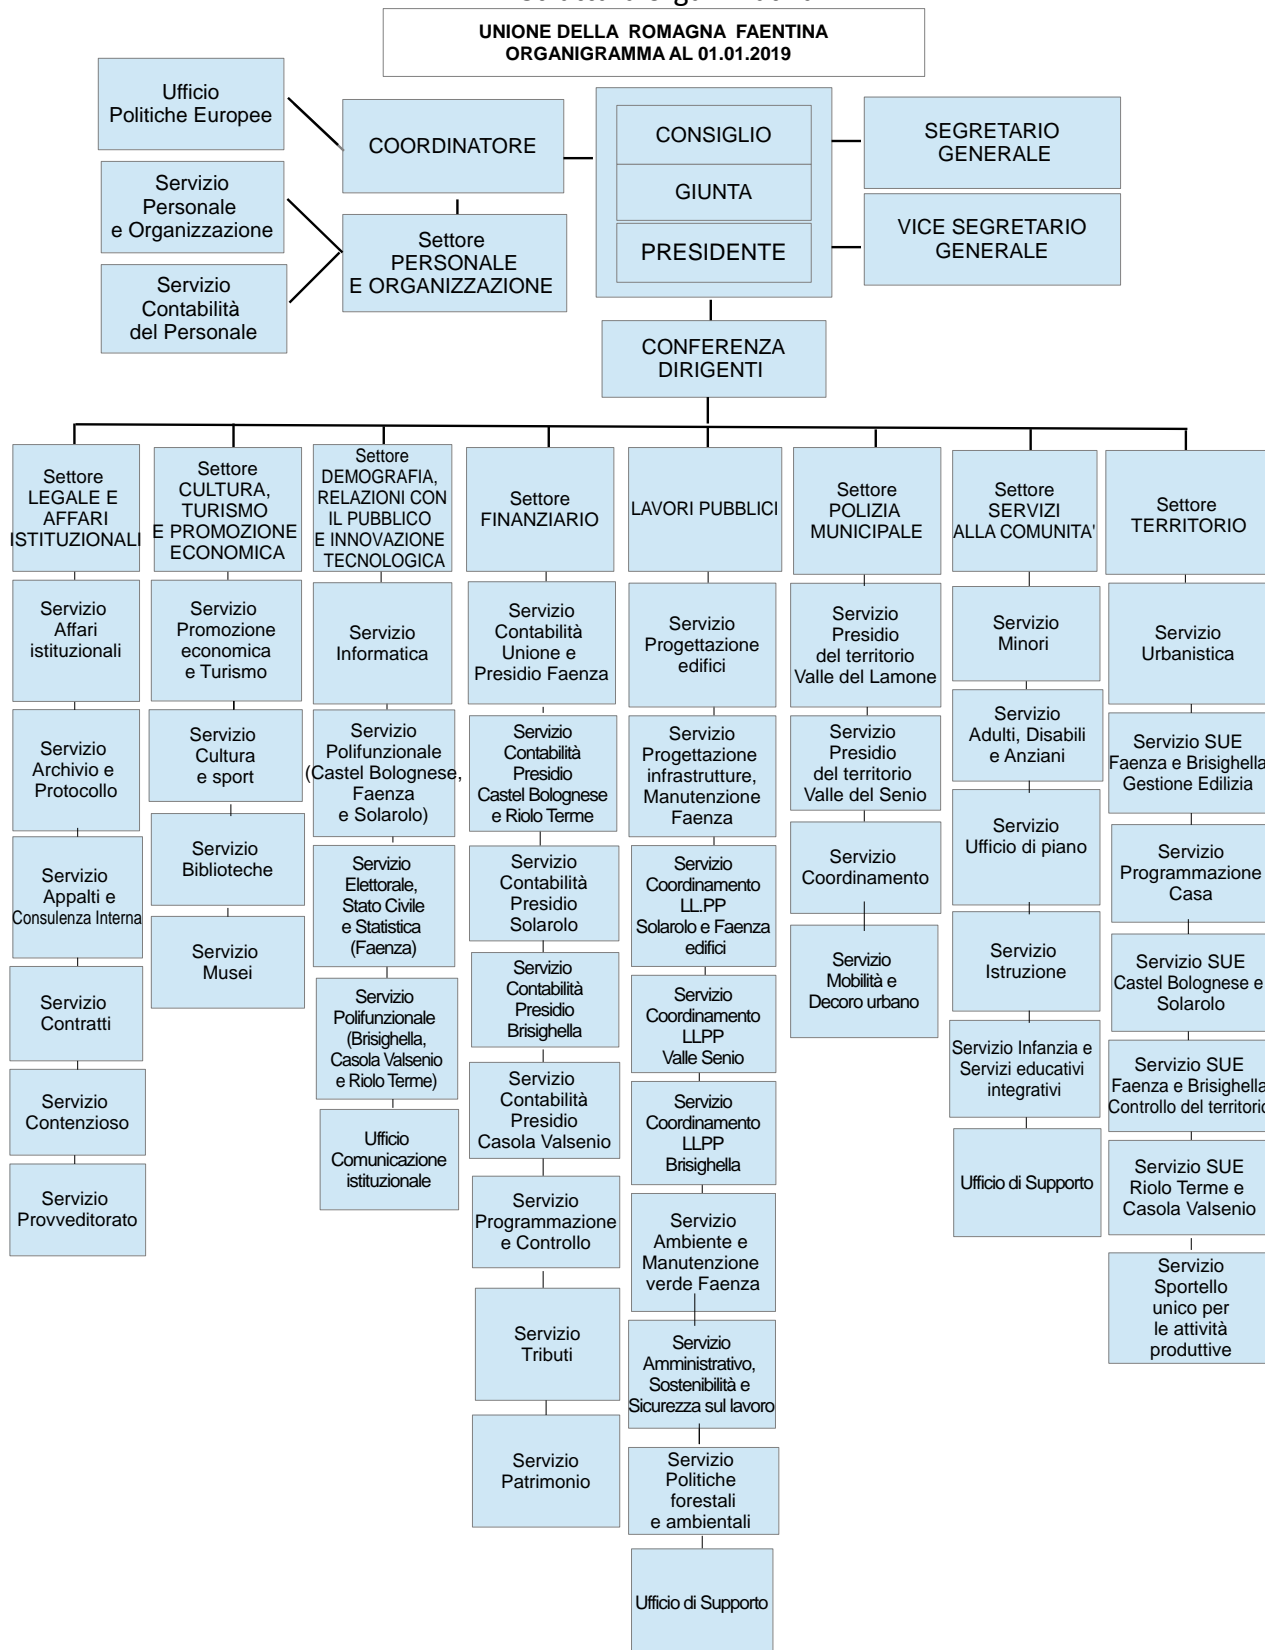 UNIONE DELLA ROMAGNA FAENTINA
ORGANIGRAMMA AL 01.01.2019
Ufficio
Politiche Europee
COORDINATORE
CONSIGLIO
GIUNTA
PRESIDENTE
SEGRETARIO
GENERALE
Servizio
Personale
e Organizzazione
Settore
PERSONALE
E ORGANIZZAZIONE
VICE SEGRETARIO
GENERALE
Servizio
Contabilità
del Personale
CONFERENZA
DIRIGENTI
Settore
LEGALE E
AFFARI
ISTITUZIONALI
Servizio
Affari
istituzionali
Servizio
Archivio e
Protocollo
Servizio
Appalti e
Consulenza Interna
Servizio
Contratti
Servizio
Contenzioso
Servizio
Provveditorato
Settore
CULTURA,
TURISMO
E PROMOZIONE
ECONOMICA
Servizio
Promozione
economica
e Turismo
Servizio
Cultura
e sport
Servizio
Biblioteche
Servizio
Musei
Settore
DEMOGRAFIA,
RELAZIONI CON
IL PUBBLICO
E INNOVAZIONE
TECNOLOGICA
Servizio
Informatica
Servizio
Polifunzionale
(Castel Bolognese,
Faenza
e Solarolo)
Servizio
Elettorale,
Stato Civile
e Statistica
(Faenza)
Servizio
Polifunzionale
(Brisighella,
Casola Valsenio
e Riolo Terme)
Ufficio
Comunicazione
istituzionale
Settore
FINANZIARIO
Servizio
Contabilità
Unione e
Presidio Faenza
Servizio
Contabilità
Presidio
Castel Bolognese
e Riolo Terme
Servizio
Contabilità
Presidio
Solarolo
Servizio
Contabilità
Presidio
Brisighella
Servizio
Contabilità
Presidio
Casola Valsenio
Servizio
Programmazione
e Controllo
Servizio
Tributi
Servizio
Patrimonio
LAVORI PUBBLICI
Servizio
Progettazione
edifici
Servizio
Progettazione
infrastrutture,
Manutenzione
Faenza
Servizio
Coordinamento
LL.PP
Solarolo e Faenza
edifici
Servizio
Coordinamento
LLPP
Valle Senio
Servizio
Coordinamento
LLPP
Brisighella
Servizio
Ambiente e
Manutenzione
verde Faenza
Servizio
Amministrativo,
Sostenibilità e
Sicurezza sul lavoro
Servizio
Politiche
forestali
e ambientali
Ufficio di Supporto
Settore
POLIZIA
MUNICIPALE
Servizio
Presidio
del territorio
Valle del Lamone
Servizio
Presidio
del territorio
Valle del Senio
Servizio
Coordinamento
Servizio
Mobilità e
Decoro urbano
Settore
SERVIZI
ALLA COMUNITA'
Servizio
Minori
Servizio
Adulti, Disabili
e Anziani
Servizio
Ufficio di piano
Servizio
Istruzione
Servizio Infanzia e
Servizi educativi
integrativi
Ufficio di Supporto
Settore
TERRITORIO
Servizio
Urbanistica
Servizio SUE
Faenza e Brisighella
Gestione Edilizia
Servizio
Programmazione
Casa
Servizio SUE
Castel Bolognese e
Solarolo
Servizio SUE
Faenza e Brisighella
Controllo del territorio
Servizio SUE
Riolo Terme e
Casola Valsenio
Servizio
Sportello
unico per
le attività
produttive